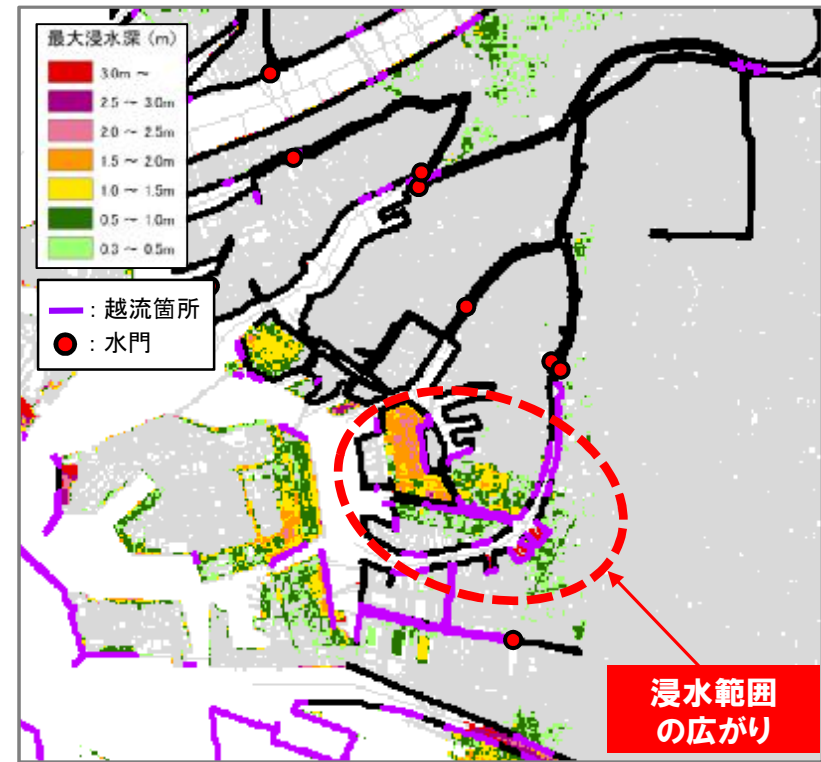 最大浸水深（m）
3.0m ～
2.5 ～ 3.0m
2.0 ～ 2.5m
1.5 ～ 2.0m
1.0 ～ 1.5m
0.5 ～ 1.0m
0.3 ～ 0.5m
：越流箇所
：水門
浸水範囲
の広がり